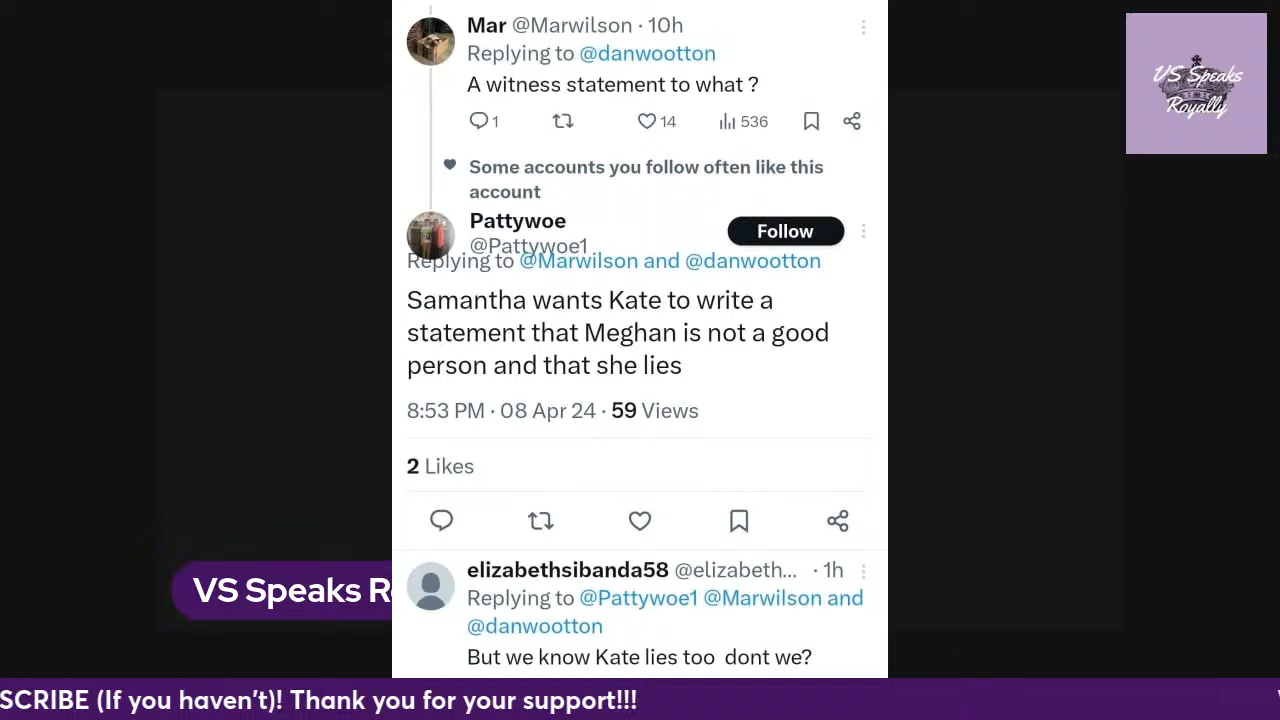 Mar @Marwilson · 10h
Replying to @danwootton
A witness statement to what ?
1 14 536
Some accounts you follow often like this
account
Pattywoe
@Pattywoe1
Follow
Replying to @Marwilson and @danwootton
Samantha wants Kate to write a
statement that Meghan is not a good
person and that she lies
8:53 PM · 08 Apr 24 · 59 Views
2 Likes
elizabethsibanda58 @elizabeth... · 1h
Replying to @Pattywoe1 @Marwilson and
@danwootton
But we know Kate lies too dont we?
VS Speaks
Royally
VS Speaks R
SCRIBE (If you haven't)! Thank you for your support!!!